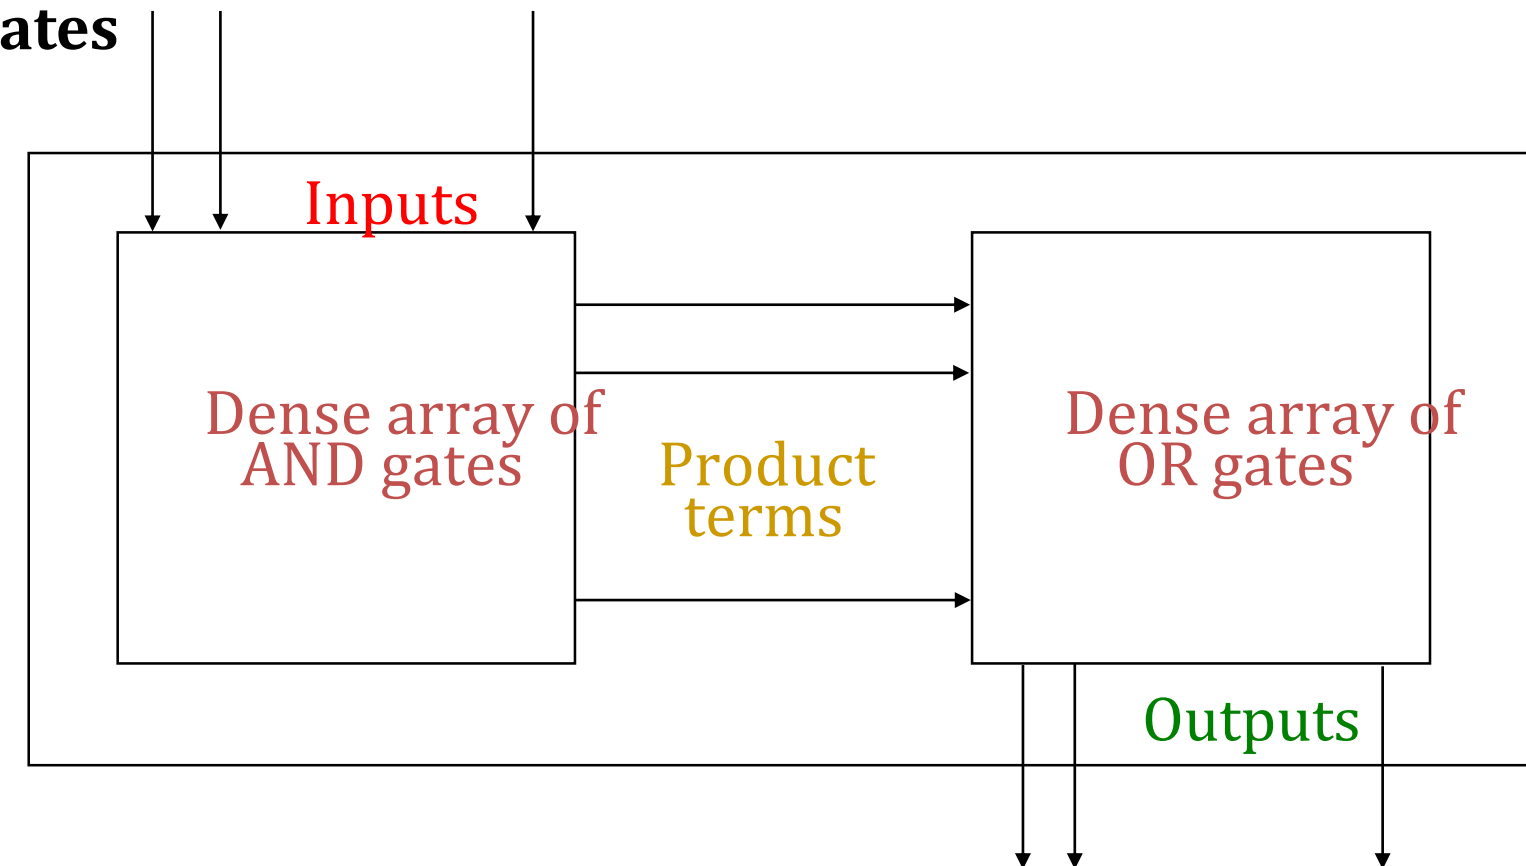 ates
Inputs
Dense array of
AND gates
Product
terms
Dense array of
OR gates
Outputs